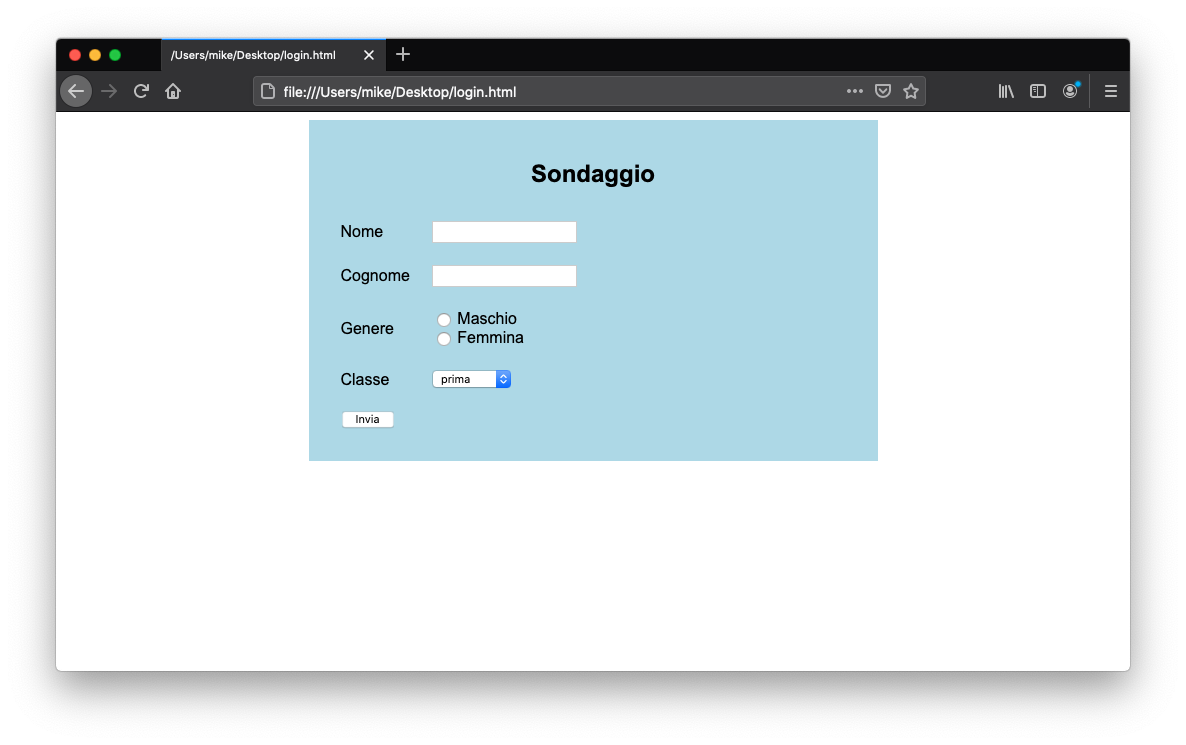 /Users/mike/Desktop/login.html
file:///Users/mike/Desktop/login.html
Sondaggio
Nome
Cognome
Genere
Maschio
Femmina
Classe
prima
Invia